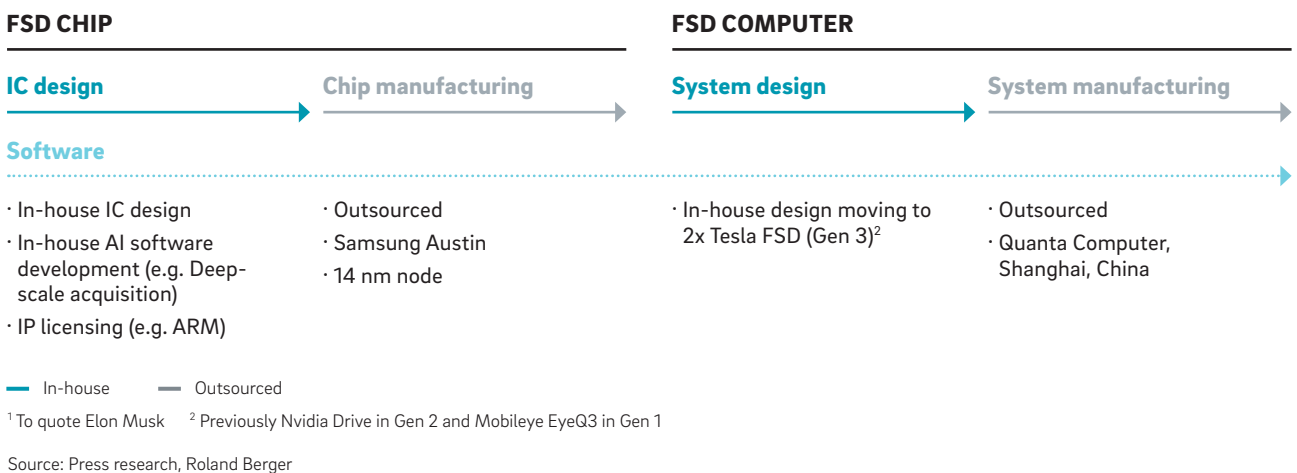 FSD CHIP
FSD COMPUTER
IC design
Chip manufacturing
System design
System manufacturing
Software
· In-house IC design
· In-house AI software
development (e.g. Deep-
scale acquisition)
· IP licensing (e.g. ARM)
· Outsourced
· Samsung Austin
· 14 nm node
· In-house design moving to
2x Tesla FSD (Gen 3)²
· Outsourced
· Quanta Computer,
Shanghai, China
In-house
Outsourced
¹ To quote Elon Musk ² Previously Nvidia Drive in Gen 2 and Mobileye EyeQ3 in Gen 1
Source: Press research, Roland Berger